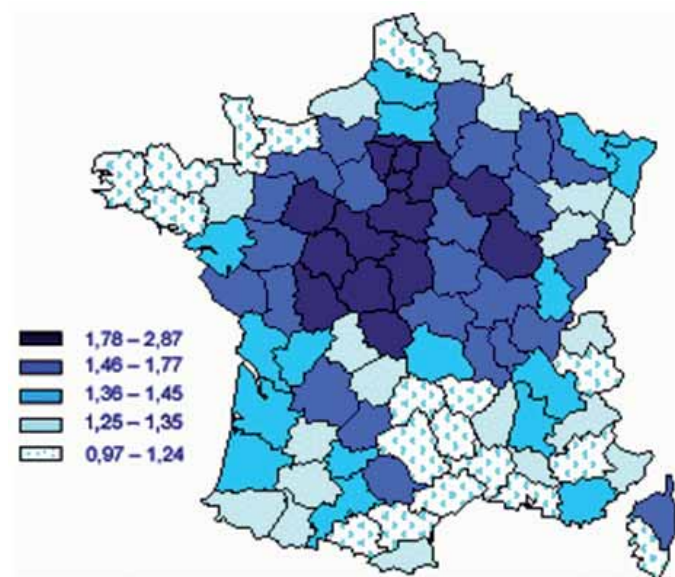 1,78 – 2,87
1,46 – 1,77
1,36 – 1,45
1,25 – 1,35
0,97 – 1,24